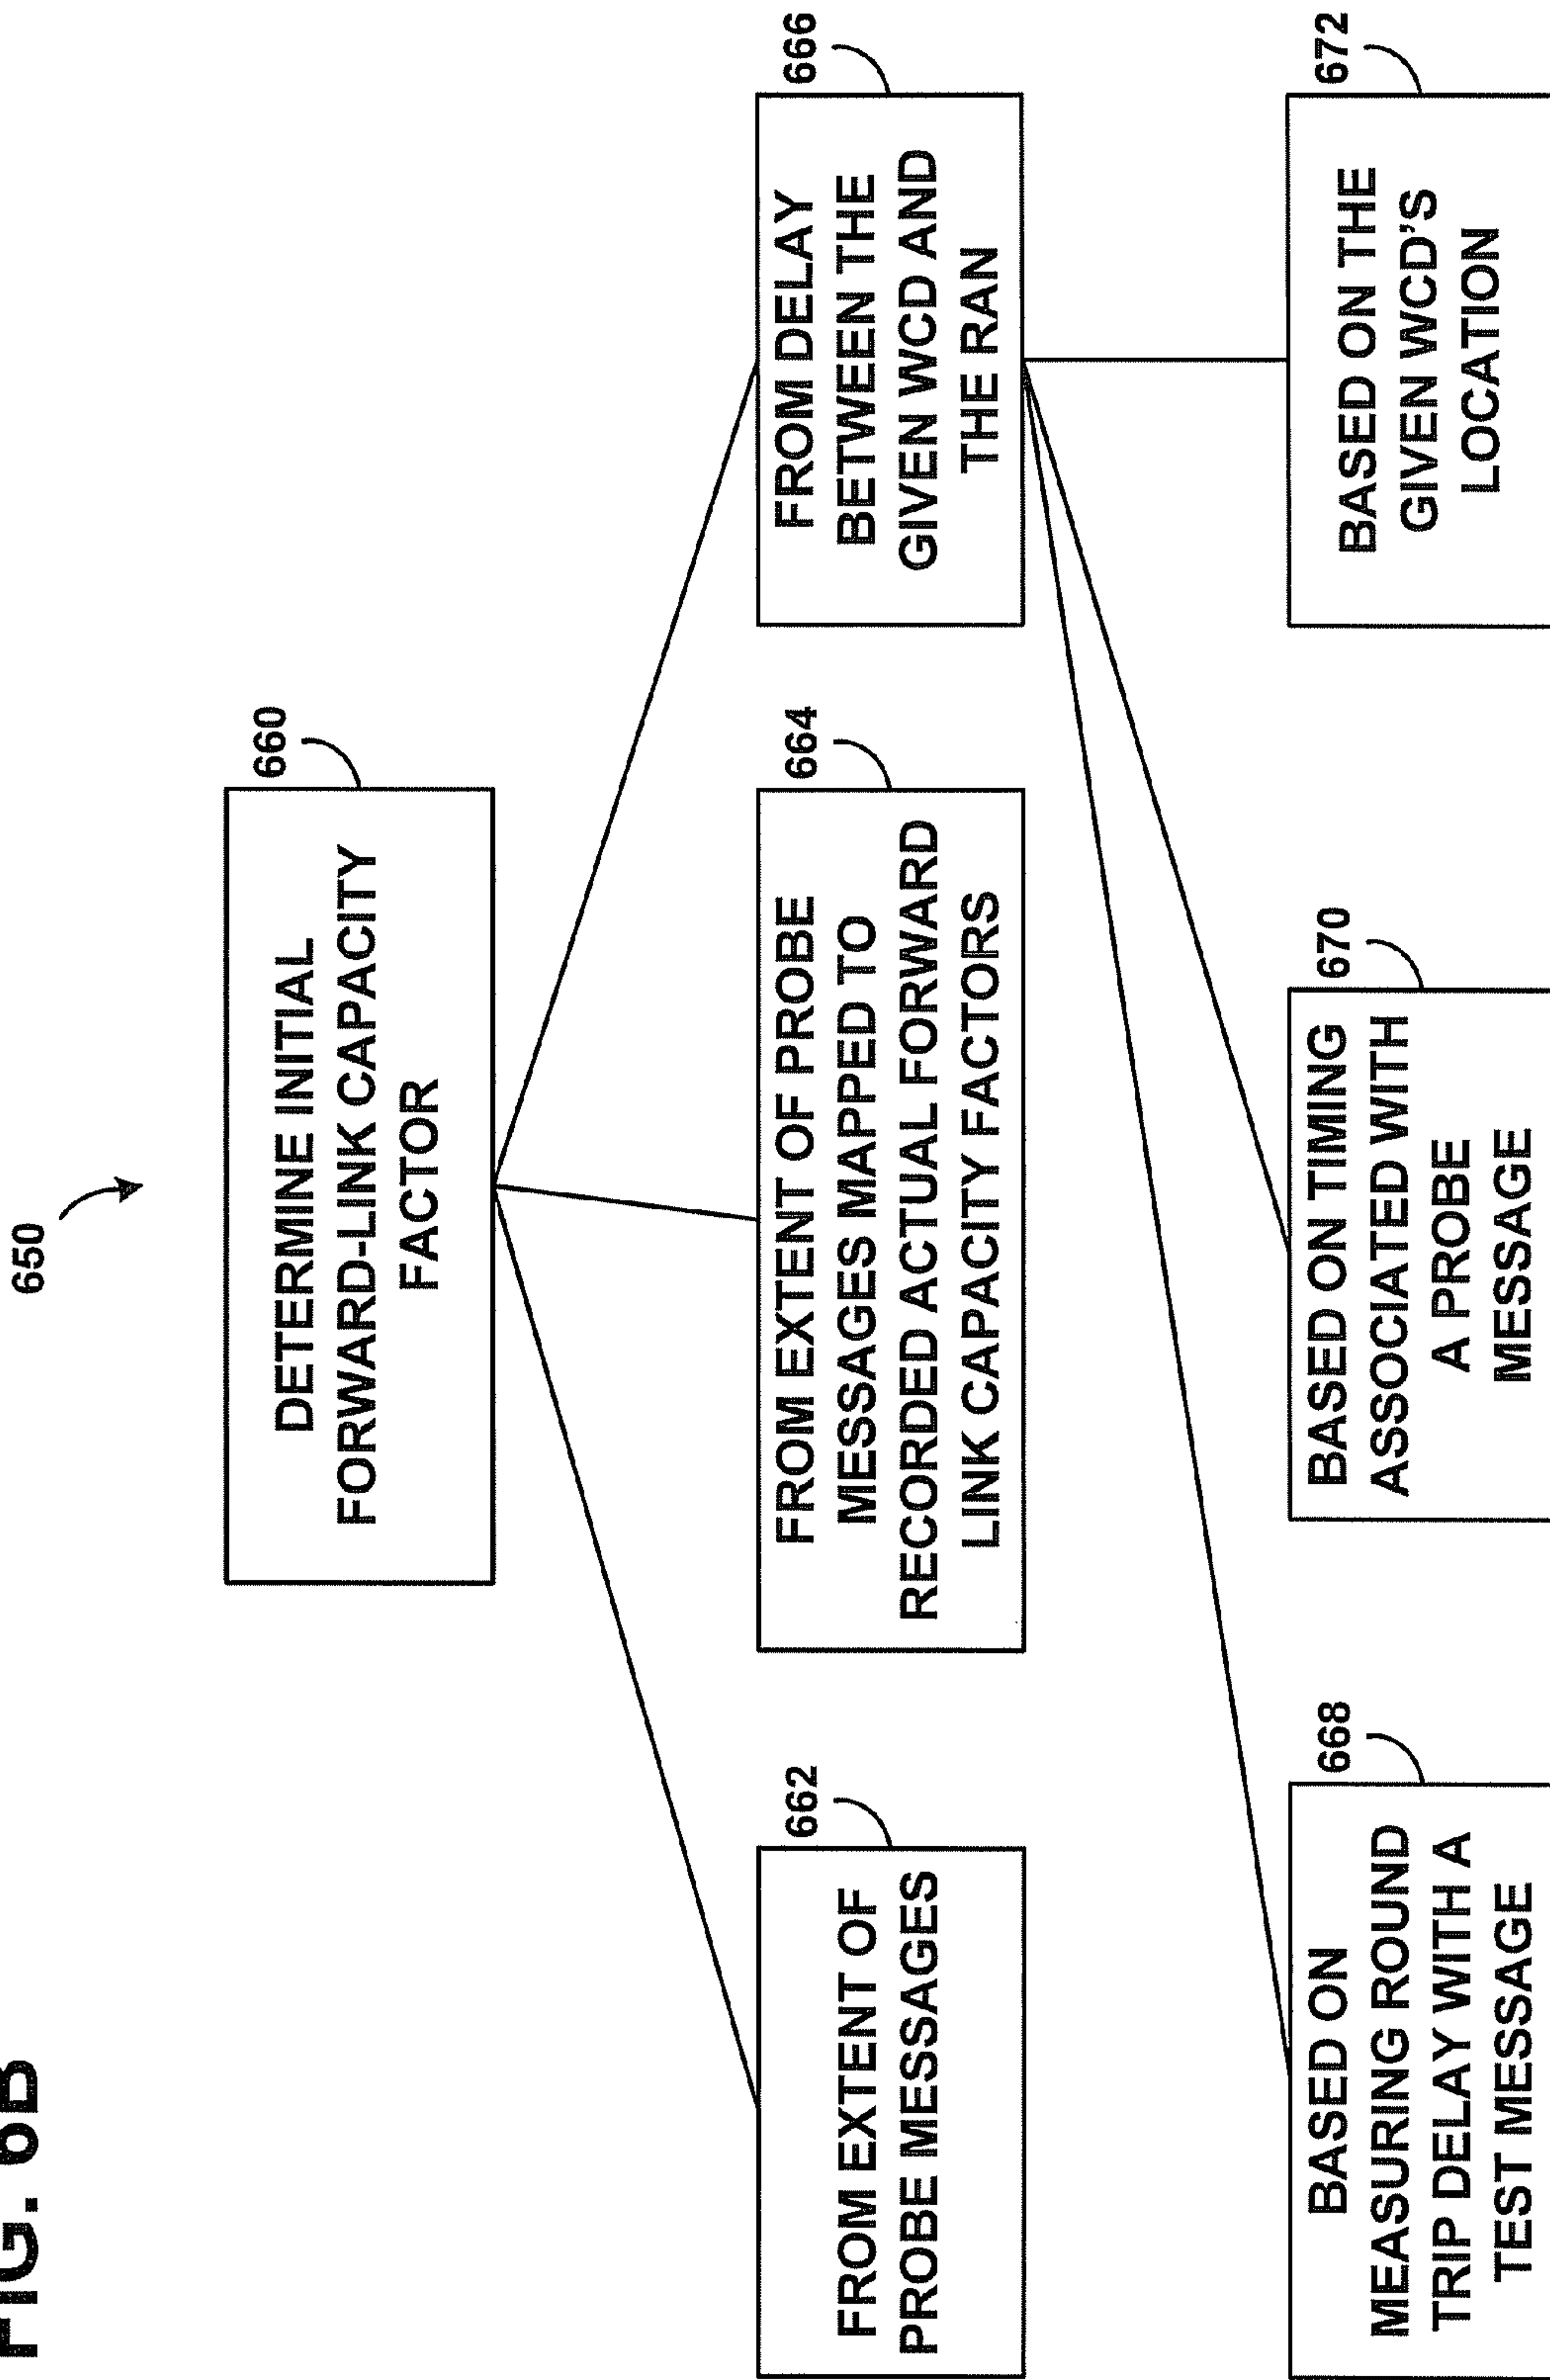 FIG. 6B
650
660
DETERMINE INITIAL
FORWARD-LINK CAPACITY
FACTOR
662
FROM EXTENT OF
PROBE MESSAGES
664
FROM EXTENT OF PROBE
MESSAGES MAPPED TO
RECORDED ACTUAL FORWARD
LINK CAPACITY FACTORS
666
FROM DELAY
BETWEEN THE
GIVEN WCD AND
THE RAN
668
BASED ON
MEASURING ROUND
TRIP DELAY WITH A
TEST MESSAGE
670
BASED ON TIMING
ASSOCIATED WITH
A PROBE
MESSAGE
672
BASED ON THE
GIVEN WCD'S
LOCATION